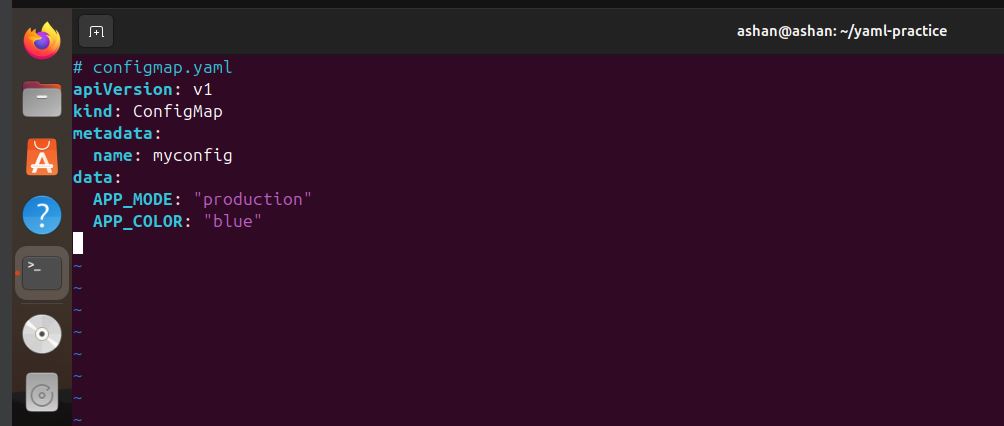 ashan@ashan: ~/yaml-practice
# configmap.yaml
apiVersion: v1
kind: ConfigMap
metadata:
  name: myconfig
data:
  APP_MODE: "production"
  APP_COLOR: "blue"
~
~
~
~
~
~
~
~